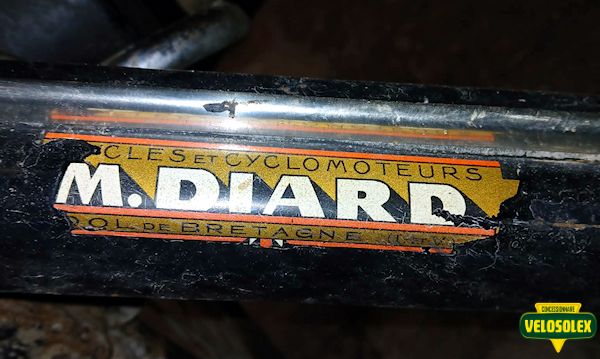 CLES ET CYCLOMOTEURS
M. DIARD
DOL DE BRETAGNE
CONCESSIONNAIRE
VELOSOLEX